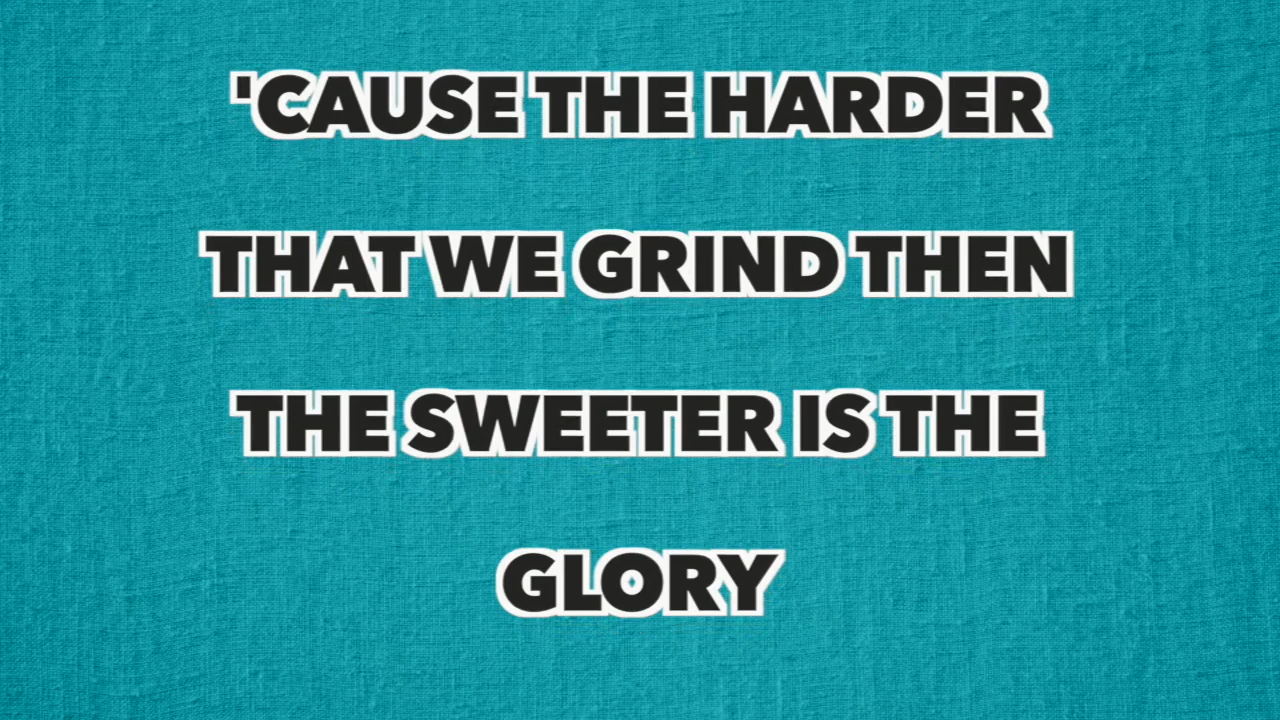 'CAUSE THE HARDER
THAT WE GRIND THEN
THE SWEETER IS THE
GLORY